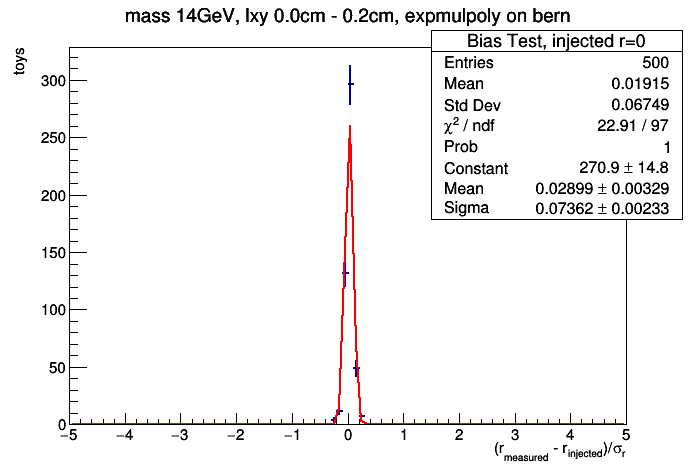 mass 14GeV, lxy 0.0cm - 0.2cm, expmulpoly on bern
Bias Test, injected r=0
Entries 500
Mean 0.01915
Std Dev 0.06749
χ² / ndf 22.91 / 97
Prob 1
Constant 270.9 ± 14.8
Mean 0.02899 ± 0.00329
Sigma 0.07362 ± 0.00233
toys
300
250
200
150
100
50
0
−5 −4 −3 −2 −1 0 1 2 3 4 5
(r_measured - r_injected)/σ_r